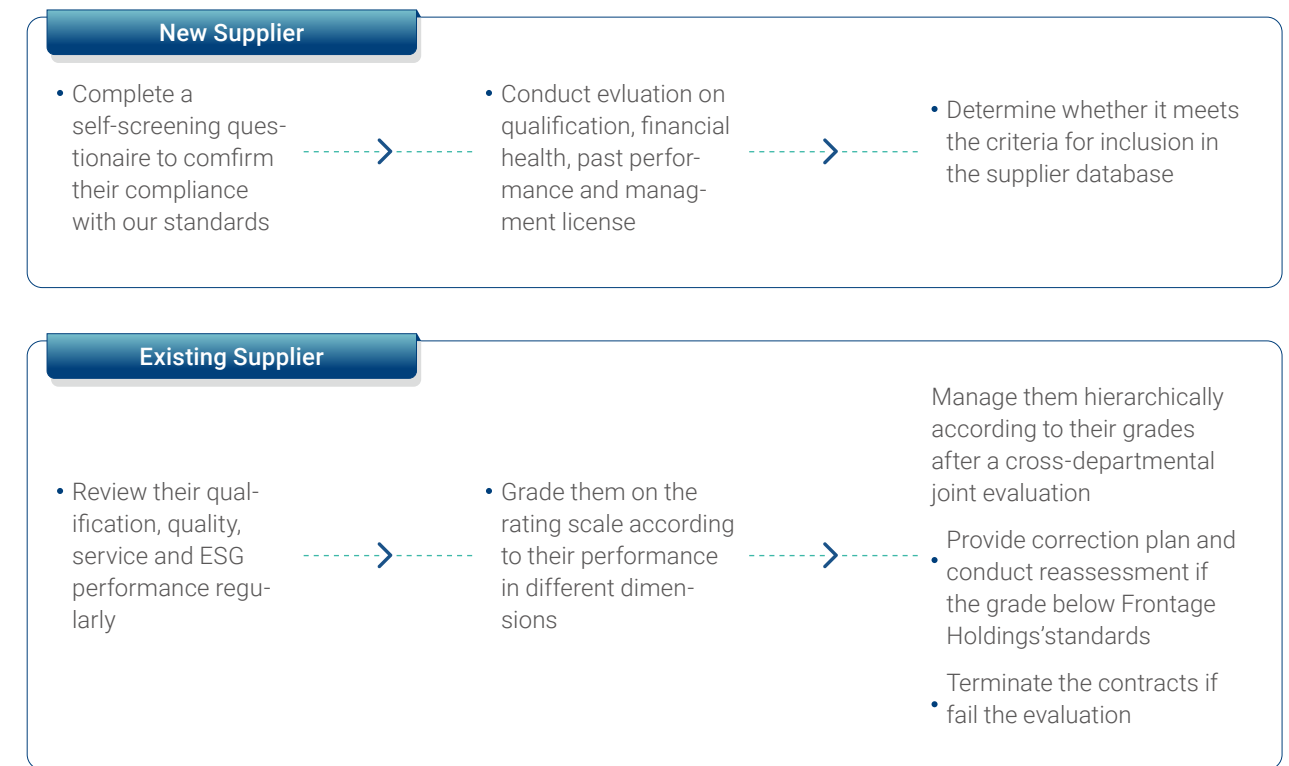 New Supplier
• Complete a
self-screening ques-
tionaire to comfirm
their compliance
with our standards
• Conduct evluation on
qualification, financial
health, past perfor-
mance and manag-
ment license
• Determine whether it meets
the criteria for inclusion in
the supplier database
Existing Supplier
• Review their qual-
ification, quality,
service and ESG
performance regu-
larly
• Grade them on the
rating scale according
to their performance
in different dimen-
sions
Manage them hierarchically
according to their grades
after a cross-departmental
joint evaluation
• Provide correction plan and
conduct reassessment if
the grade below Frontage
Holdings’standards
• Terminate the contracts if
fail the evaluation